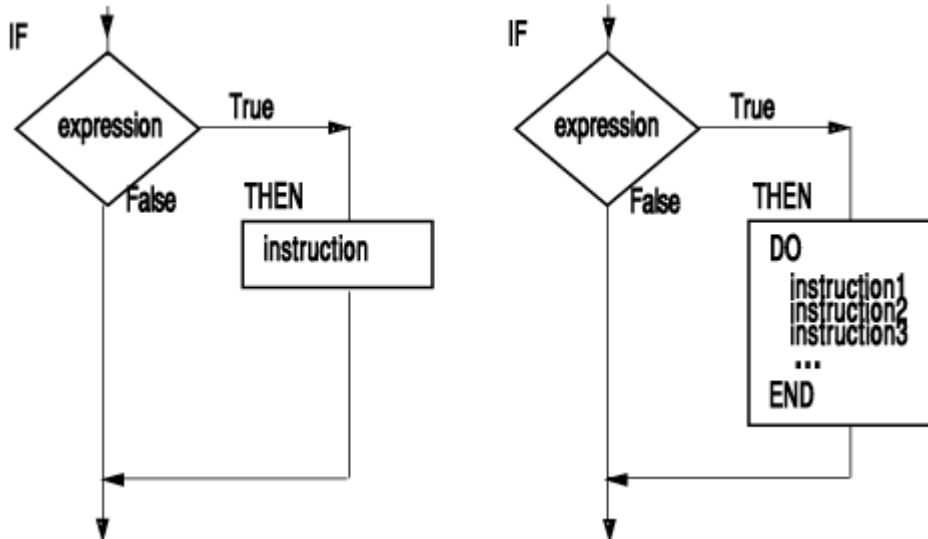 IF
expression
True
False
THEN
instruction
IF
expression
True
False
THEN
DO
instruction1
instruction2
instruction3
...
END